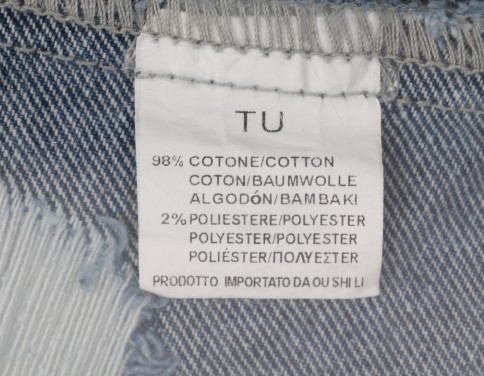 TU
98% COTONE/COTTON
COTON/BAUMWOLLE
ALGODÓN/BAMBAKI
2% POLIESTERE/POLYESTER
POLYESTER/POLYESTER
POLIÉSTER/ΠΟΛΥΕΣΤΕΡ
PRODOTTO IMPORTATO DA OU SHI LI